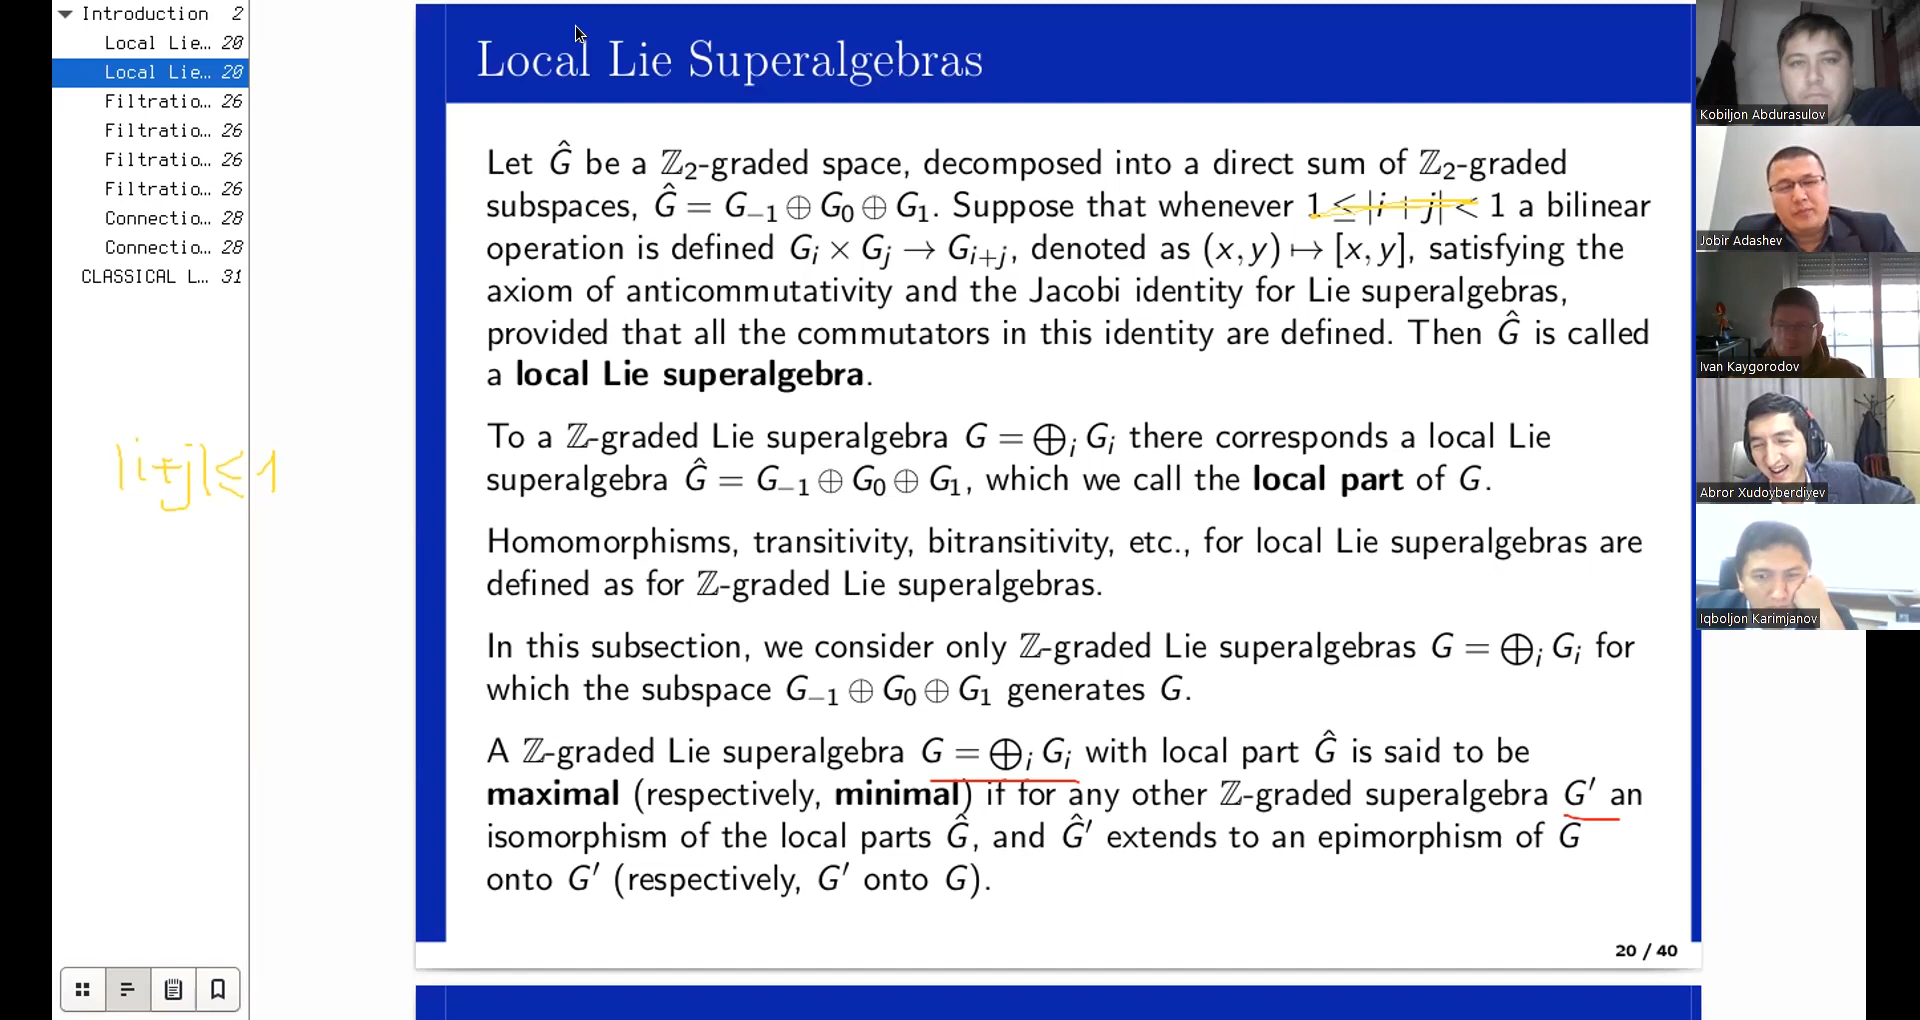 Introduction 2
Local Lie… 20
Local Lie… 20
Filtratio… 26
Filtratio… 26
Filtratio… 26
Filtratio… 26
Connectio… 28
Connectio… 28
CLASSICAL L… 31
|i+j|≤1
Local Lie Superalgebras
Let Ĝ be a ℤ₂-graded space, decomposed into a direct sum of ℤ₂-graded
subspaces, Ĝ = G₋₁ ⊕ G₀ ⊕ G₁. Suppose that whenever 1 ≤ |i + j| < 1 a bilinear
operation is defined Gᵢ × Gⱼ → Gᵢ₊ⱼ, denoted as (x, y) ↦ [x, y], satisfying the
axiom of anticommutativity and the Jacobi identity for Lie superalgebras,
provided that all the commutators in this identity are defined. Then Ĝ is called
a local Lie superalgebra.
To a ℤ-graded Lie superalgebra G = ⊕ᵢ Gᵢ there corresponds a local Lie
superalgebra Ĝ = G₋₁ ⊕ G₀ ⊕ G₁, which we call the local part of G.
Homomorphisms, transitivity, bitransitivity, etc., for local Lie superalgebras are
defined as for ℤ-graded Lie superalgebras.
In this subsection, we consider only ℤ-graded Lie superalgebras G = ⊕ᵢ Gᵢ for
which the subspace G₋₁ ⊕ G₀ ⊕ G₁ generates G.
A ℤ-graded Lie superalgebra G = ⊕ᵢ Gᵢ with local part Ĝ is said to be
maximal (respectively, minimal) if for any other ℤ-graded superalgebra G′ an
isomorphism of the local parts Ĝ, and Ĝ′ extends to an epimorphism of G
onto G′ (respectively, G′ onto G).
20 / 40
Kobiljon Abdurasulov
Jobir Adashev
Ivan Kaygorodov
Abror Xudoyberdiyev
Iqboljon Karimjanov